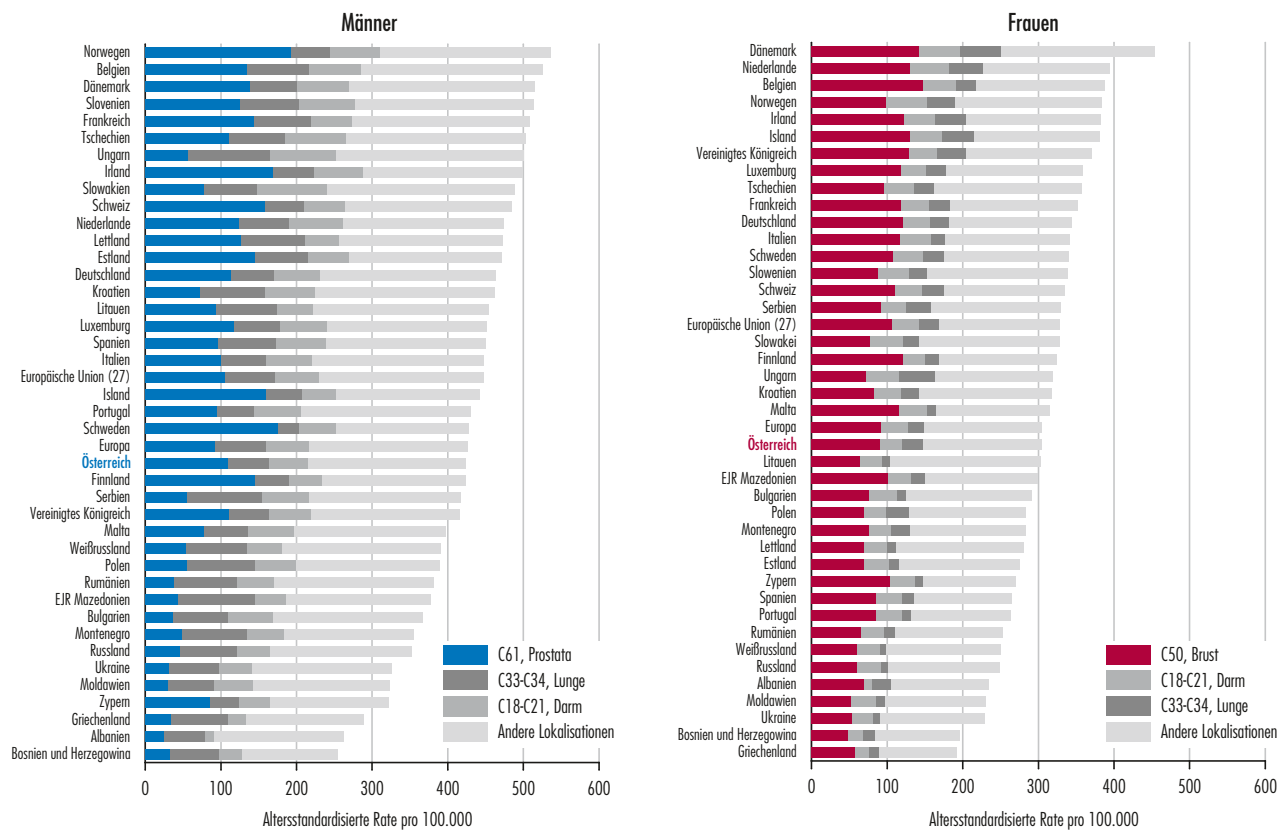 Männer
Norwegen
Belgien
Dänemark
Slovenien
Frankreich
Tschechien
Ungarn
Irland
Slowakien
Schweiz
Niederlande
Lettland
Estland
Deutschland
Kroatien
Litauen
Luxemburg
Spanien
Italien
Europäische Union (27)
Island
Portugal
Schweden
Europa
Österreich
Finnland
Serbien
Vereinigtes Königreich
Malta
Weißrussland
Polen
Rumänien
EJR Mazedonien
Bulgarien
Montenegro
Russland
Ukraine
Moldawien
Zypern
Griechenland
Albanien
Bosnien und Herzegowina
C61, Prostata
C33-C34, Lunge
C18-C21, Darm
Andere Lokalisationen
0 100 200 300 400 500 600
Altersstandardisierte Rate pro 100.000
Frauen
Dänemark
Niederlande
Belgien
Norwegen
Irland
Island
Vereinigtes Königreich
Luxemburg
Tschechien
Frankreich
Deutschland
Italien
Schweden
Slowenien
Schweiz
Serbien
Europäische Union (27)
Slowakei
Finnland
Ungarn
Kroatien
Malta
Europa
Österreich
Litauen
EJR Mazedonien
Bulgarien
Polen
Montenegro
Lettland
Estland
Zypern
Spanien
Portugal
Rumänien
Weißrussland
Russland
Albanien
Moldawien
Ukraine
Bosnien und Herzegowina
Griechenland
C50, Brust
C18-C21, Darm
C33-C34, Lunge
Andere Lokalisationen
0 100 200 300 400 500 600
Altersstandardisierte Rate pro 100.000